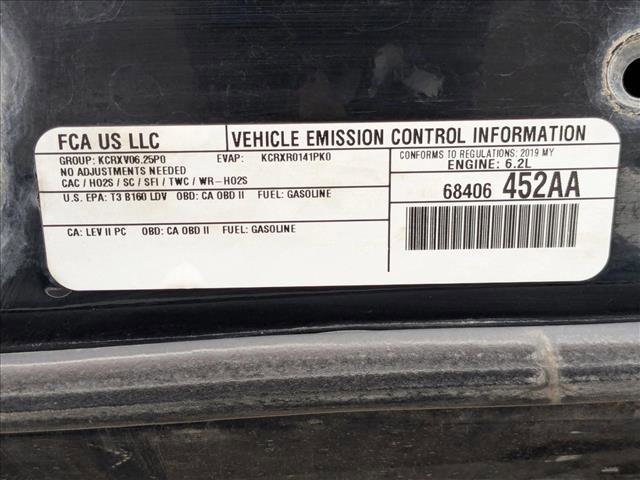 FCA US LLC
VEHICLE EMISSION CONTROL INFORMATION
GROUP: KCRXV06.25P0 EVAP: KCRXR0141PK0
NO ADJUSTMENTS NEEDED
CAC / HO2S / SC / SFI / TWC / WR-HO2S
CONFORMS TO REGULATIONS: 2019 MY
ENGINE: 6.2L
U.S. EPA: T3 B160 LDV OBD: CA OBD II FUEL: GASOLINE
68406 452AA
CA: LEV II PC OBD: CA OBD II FUEL: GASOLINE